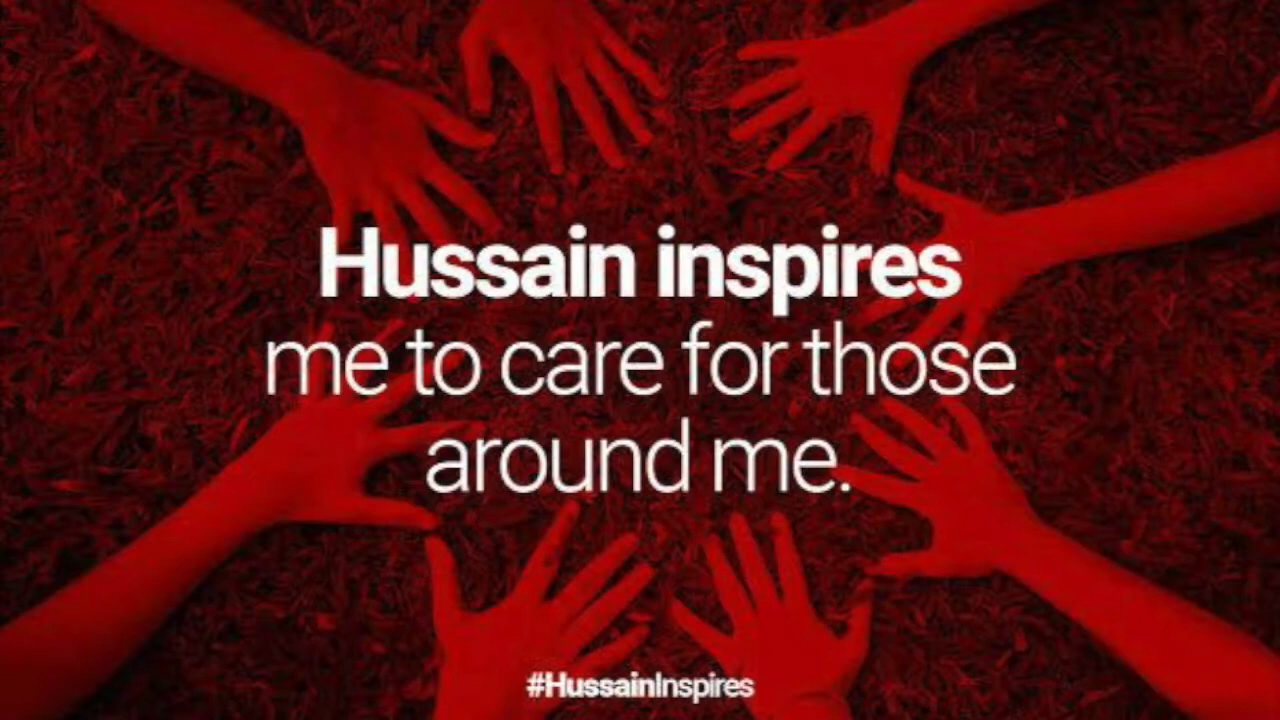 Hussain inspires
me to care for those
around me.
#HussainInspires